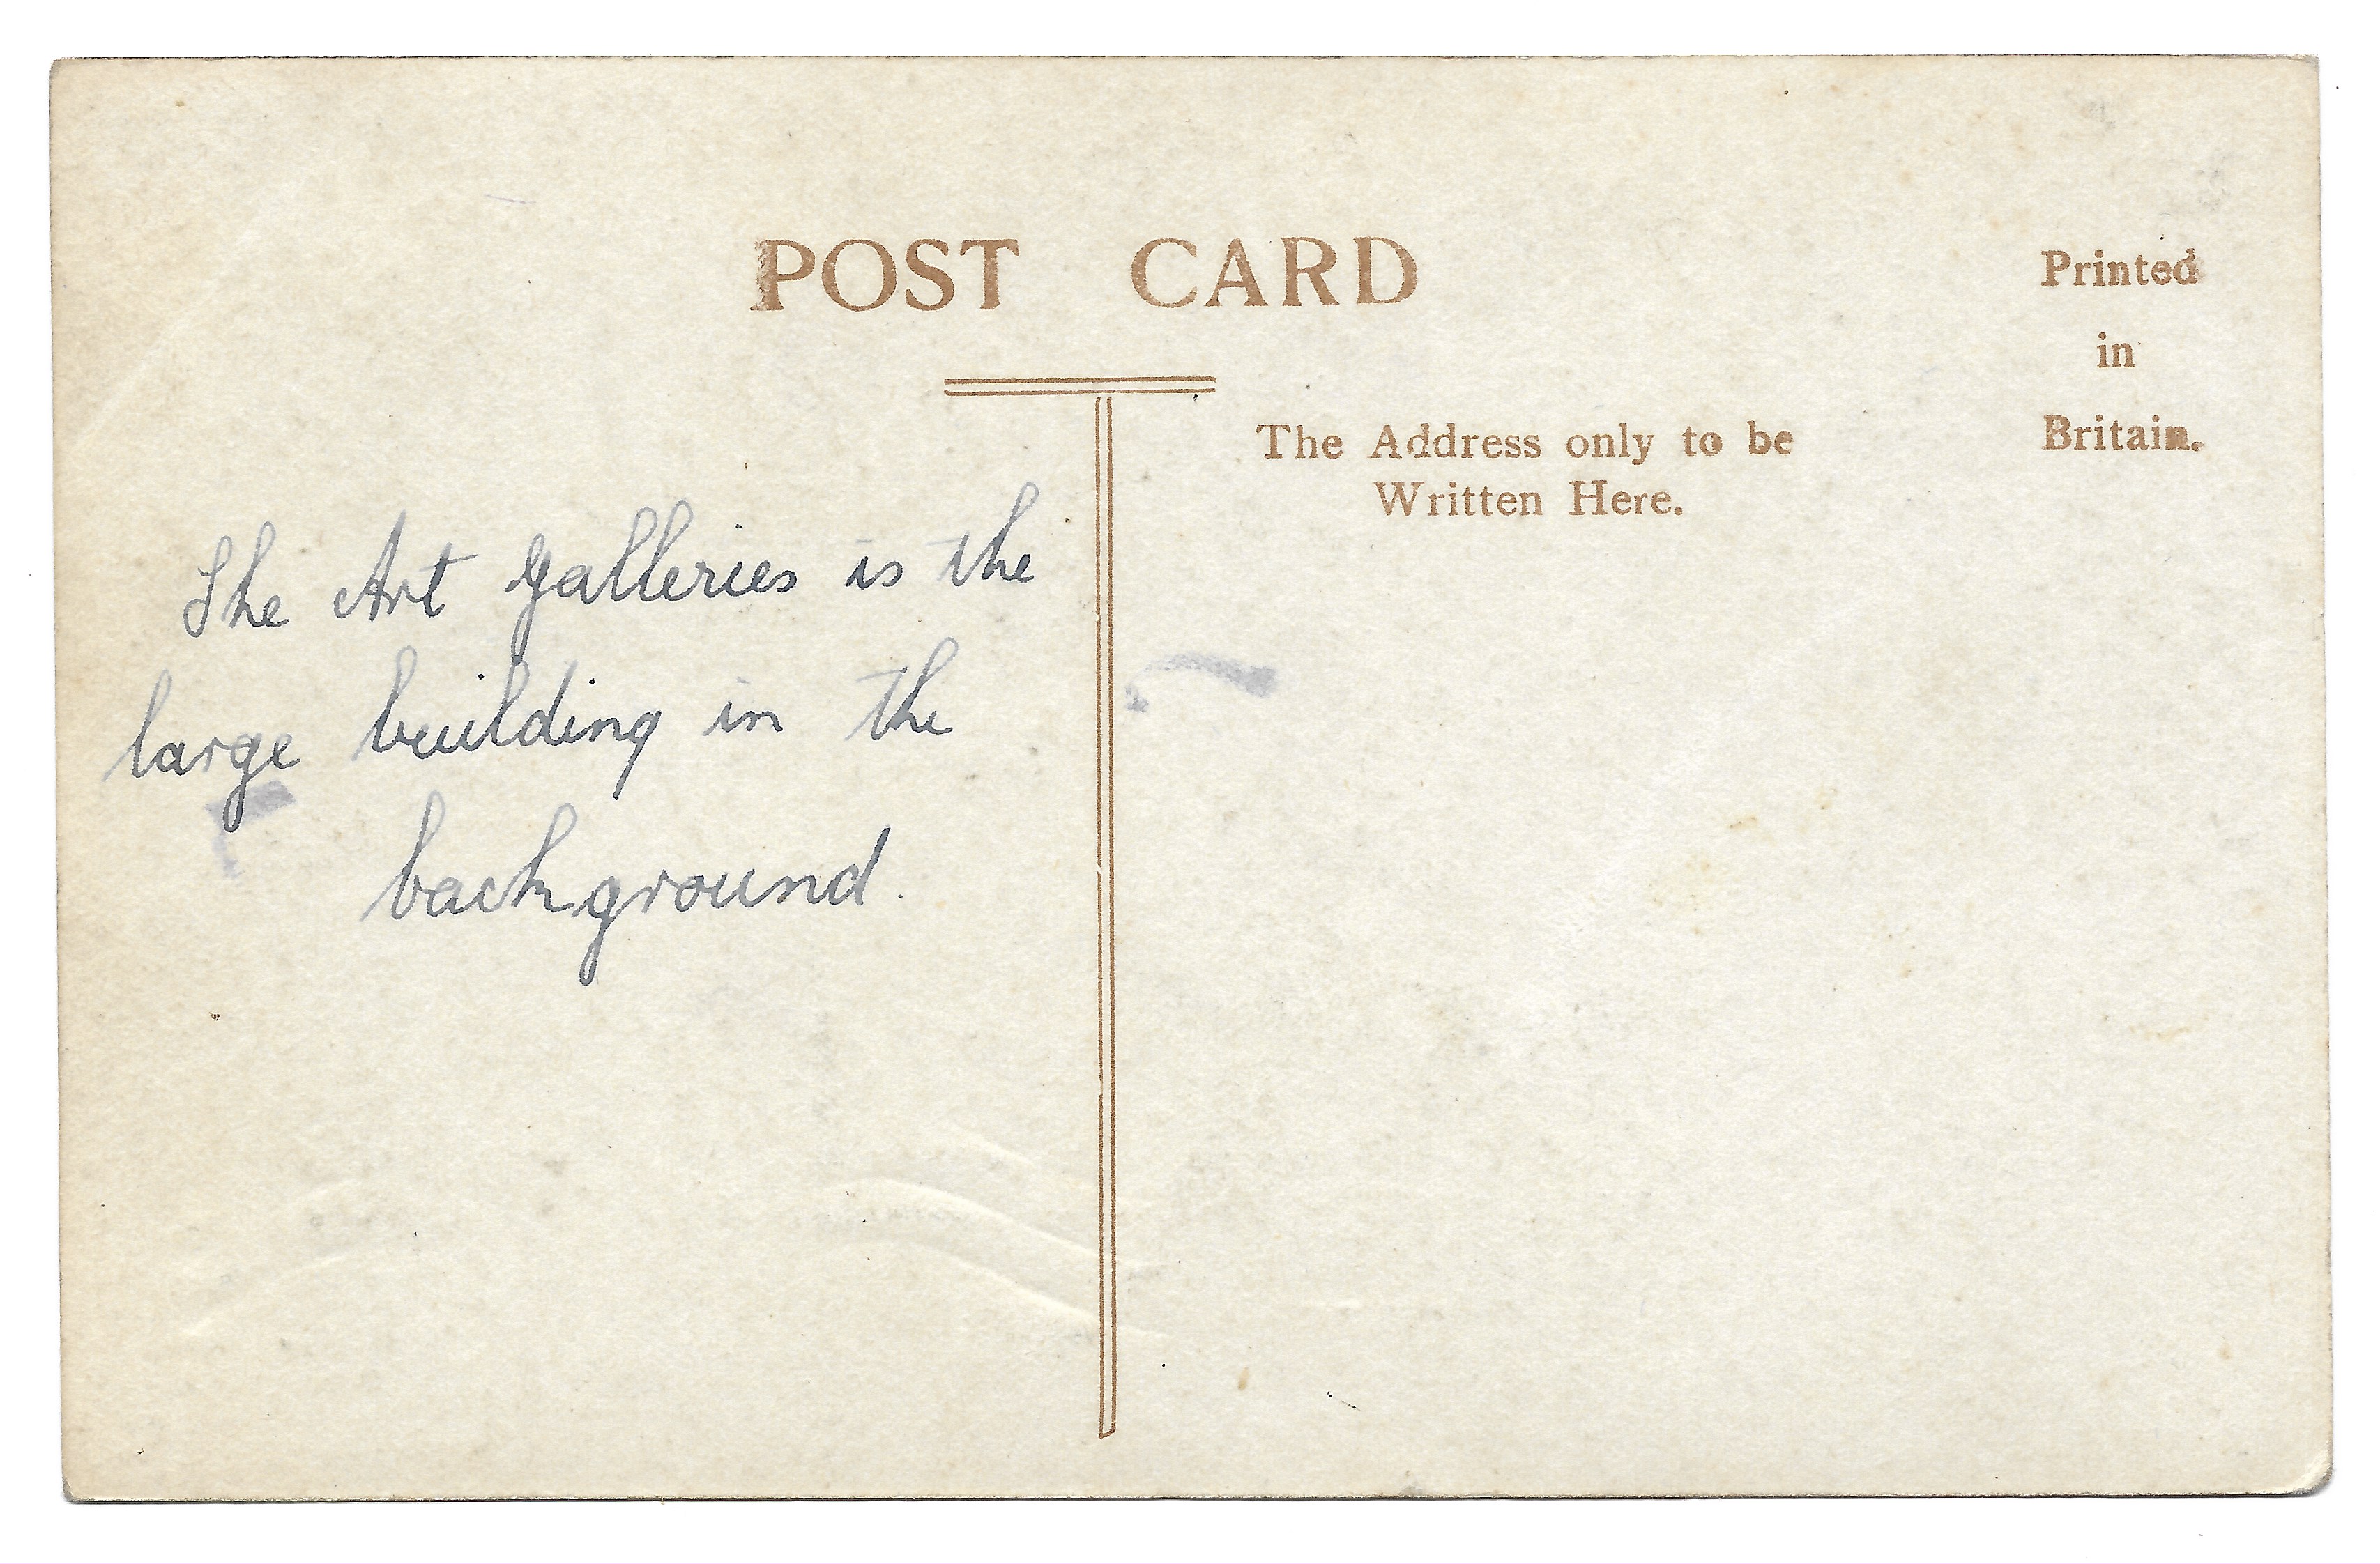 POST CARD
Printed
in
Britain.
The Address only to be
Written Here.
The Art Galleries is the
large building in the
background.